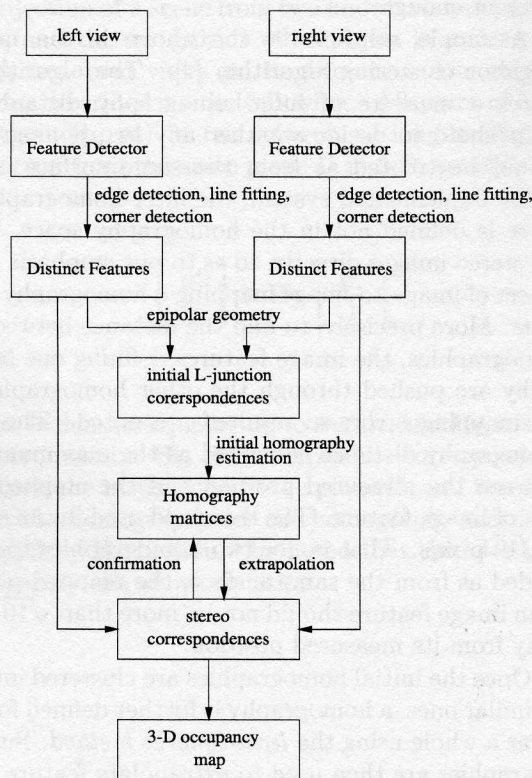 left view
right view
Feature Detector
Feature Detector
edge detection, line fitting,
corner detection
edge detection, line fitting,
corner detection
Distinct Features
Distinct Features
epipolar geometry
initial L-junction
corerspondences
initial homography
estimation
Homography
matrices
confirmation
extrapolation
stereo
correspondences
3-D occupancy
map